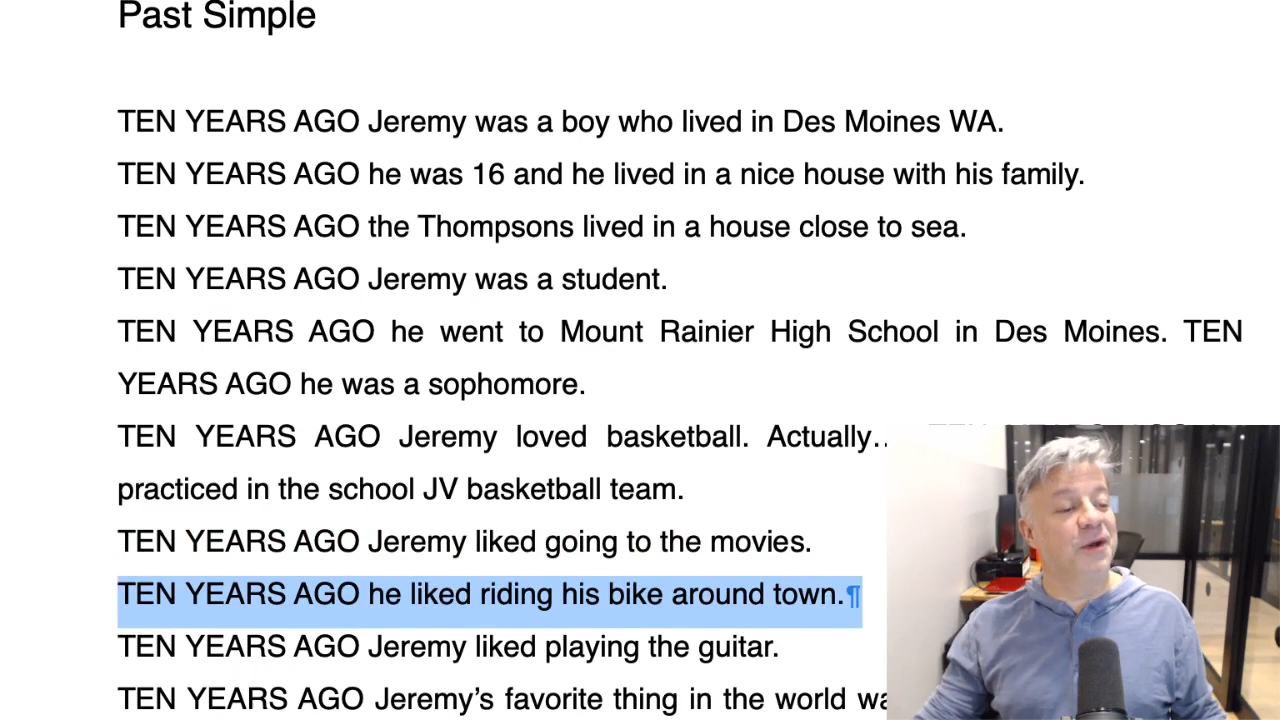 Past Simple
TEN YEARS AGO Jeremy was a boy who lived in Des Moines WA.
TEN YEARS AGO he was 16 and he lived in a nice house with his family.
TEN YEARS AGO the Thompsons lived in a house close to sea.
TEN YEARS AGO Jeremy was a student.
TEN YEARS AGO he went to Mount Rainier High School in Des Moines. TEN
YEARS AGO he was a sophomore.
TEN YEARS AGO Jeremy loved basketball. Actually..
practiced in the school JV basketball team.
TEN YEARS AGO Jeremy liked going to the movies.
TEN YEARS AGO he liked riding his bike around town.¶
TEN YEARS AGO Jeremy liked playing the guitar.
TEN YEARS AGO Jeremy’s favorite thing in the world